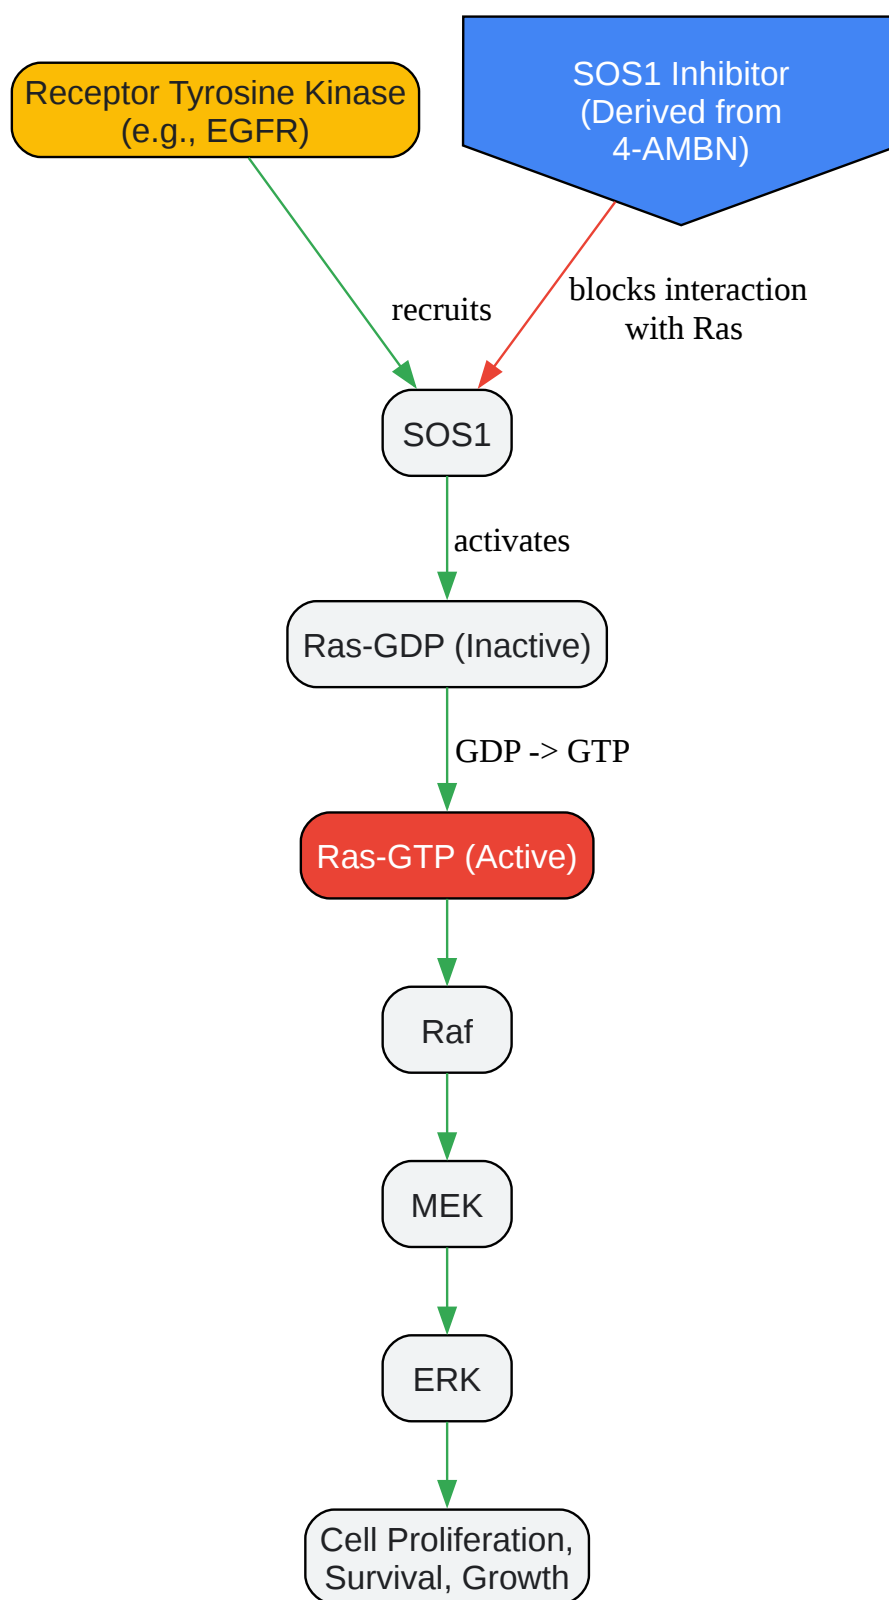 Receptor Tyrosine Kinase
(e.g., EGFR)
SOS1 Inhibitor
(Derived from
4-AMBN)
recruits
blocks interaction
with Ras
SOS1
activates
Ras-GDP (Inactive)
GDP -> GTP
Ras-GTP (Active)
Raf
MEK
ERK
Cell Proliferation,
Survival, Growth